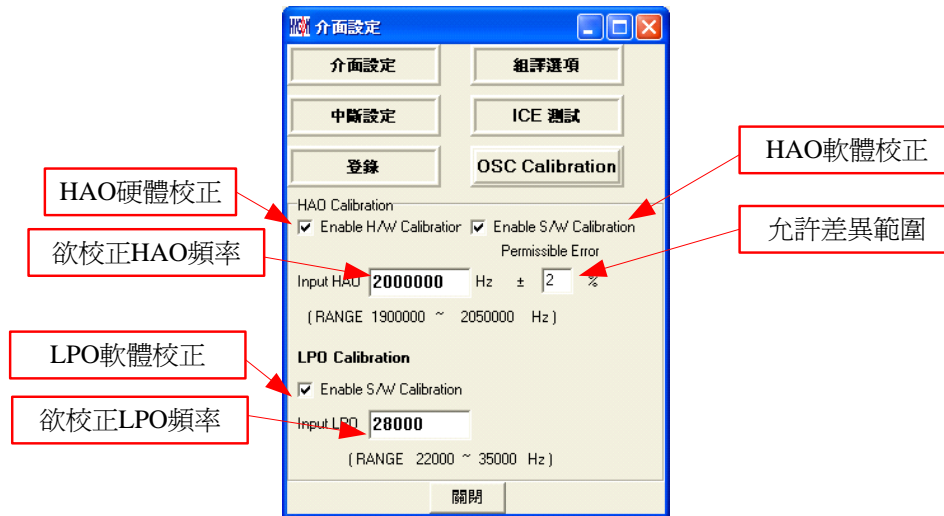 介面設定
介面設定 組譯選項
中斷設定 ICE 測試
登錄 OSC Calibration
HAO軟體校正
HAO硬體校正
HAO Calibration
Enable H/W Calibration Enable S/W Calibration
允許差異範圍
欲校正HAO頻率
Permissible Error
Input HAO 2000000 Hz ± 2 %
( RANGE 1900000 ~ 2050000 Hz )
LPO軟體校正
LPO Calibration
Enable S/W Calibration
欲校正LPO頻率
Input LPO 28000
( RANGE 22000 ~ 35000 Hz )
關閉